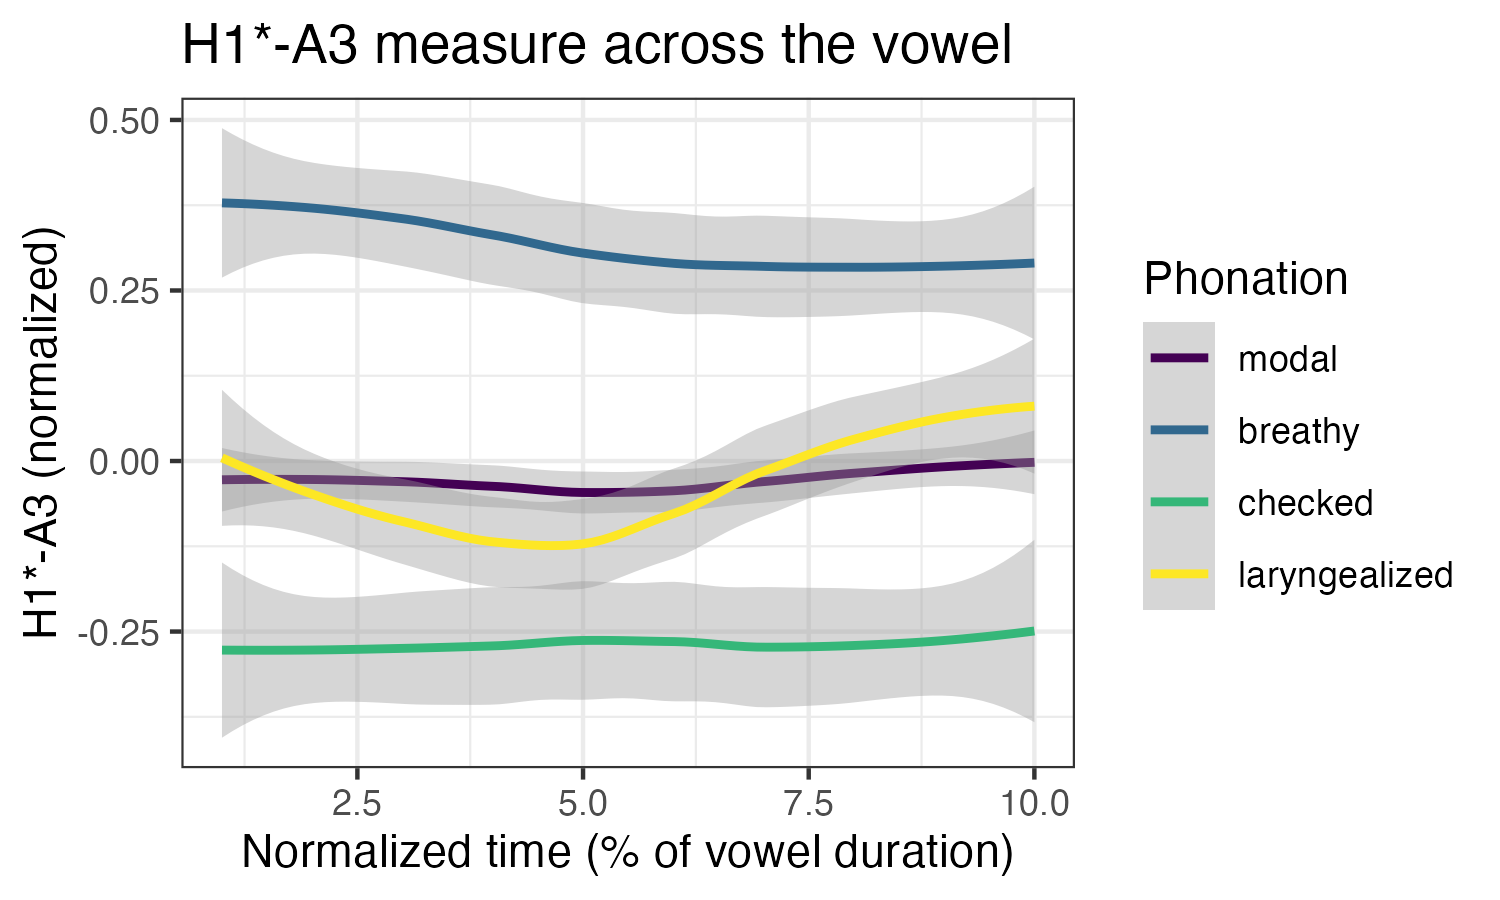 H1*-A3 measure across the vowel
H1*-A3 (normalized)
0.50
0.25
0.00
-0.25
2.5 5.0 7.5 10.0
Normalized time (% of vowel duration)
Phonation
modal
breathy
checked
laryngealized